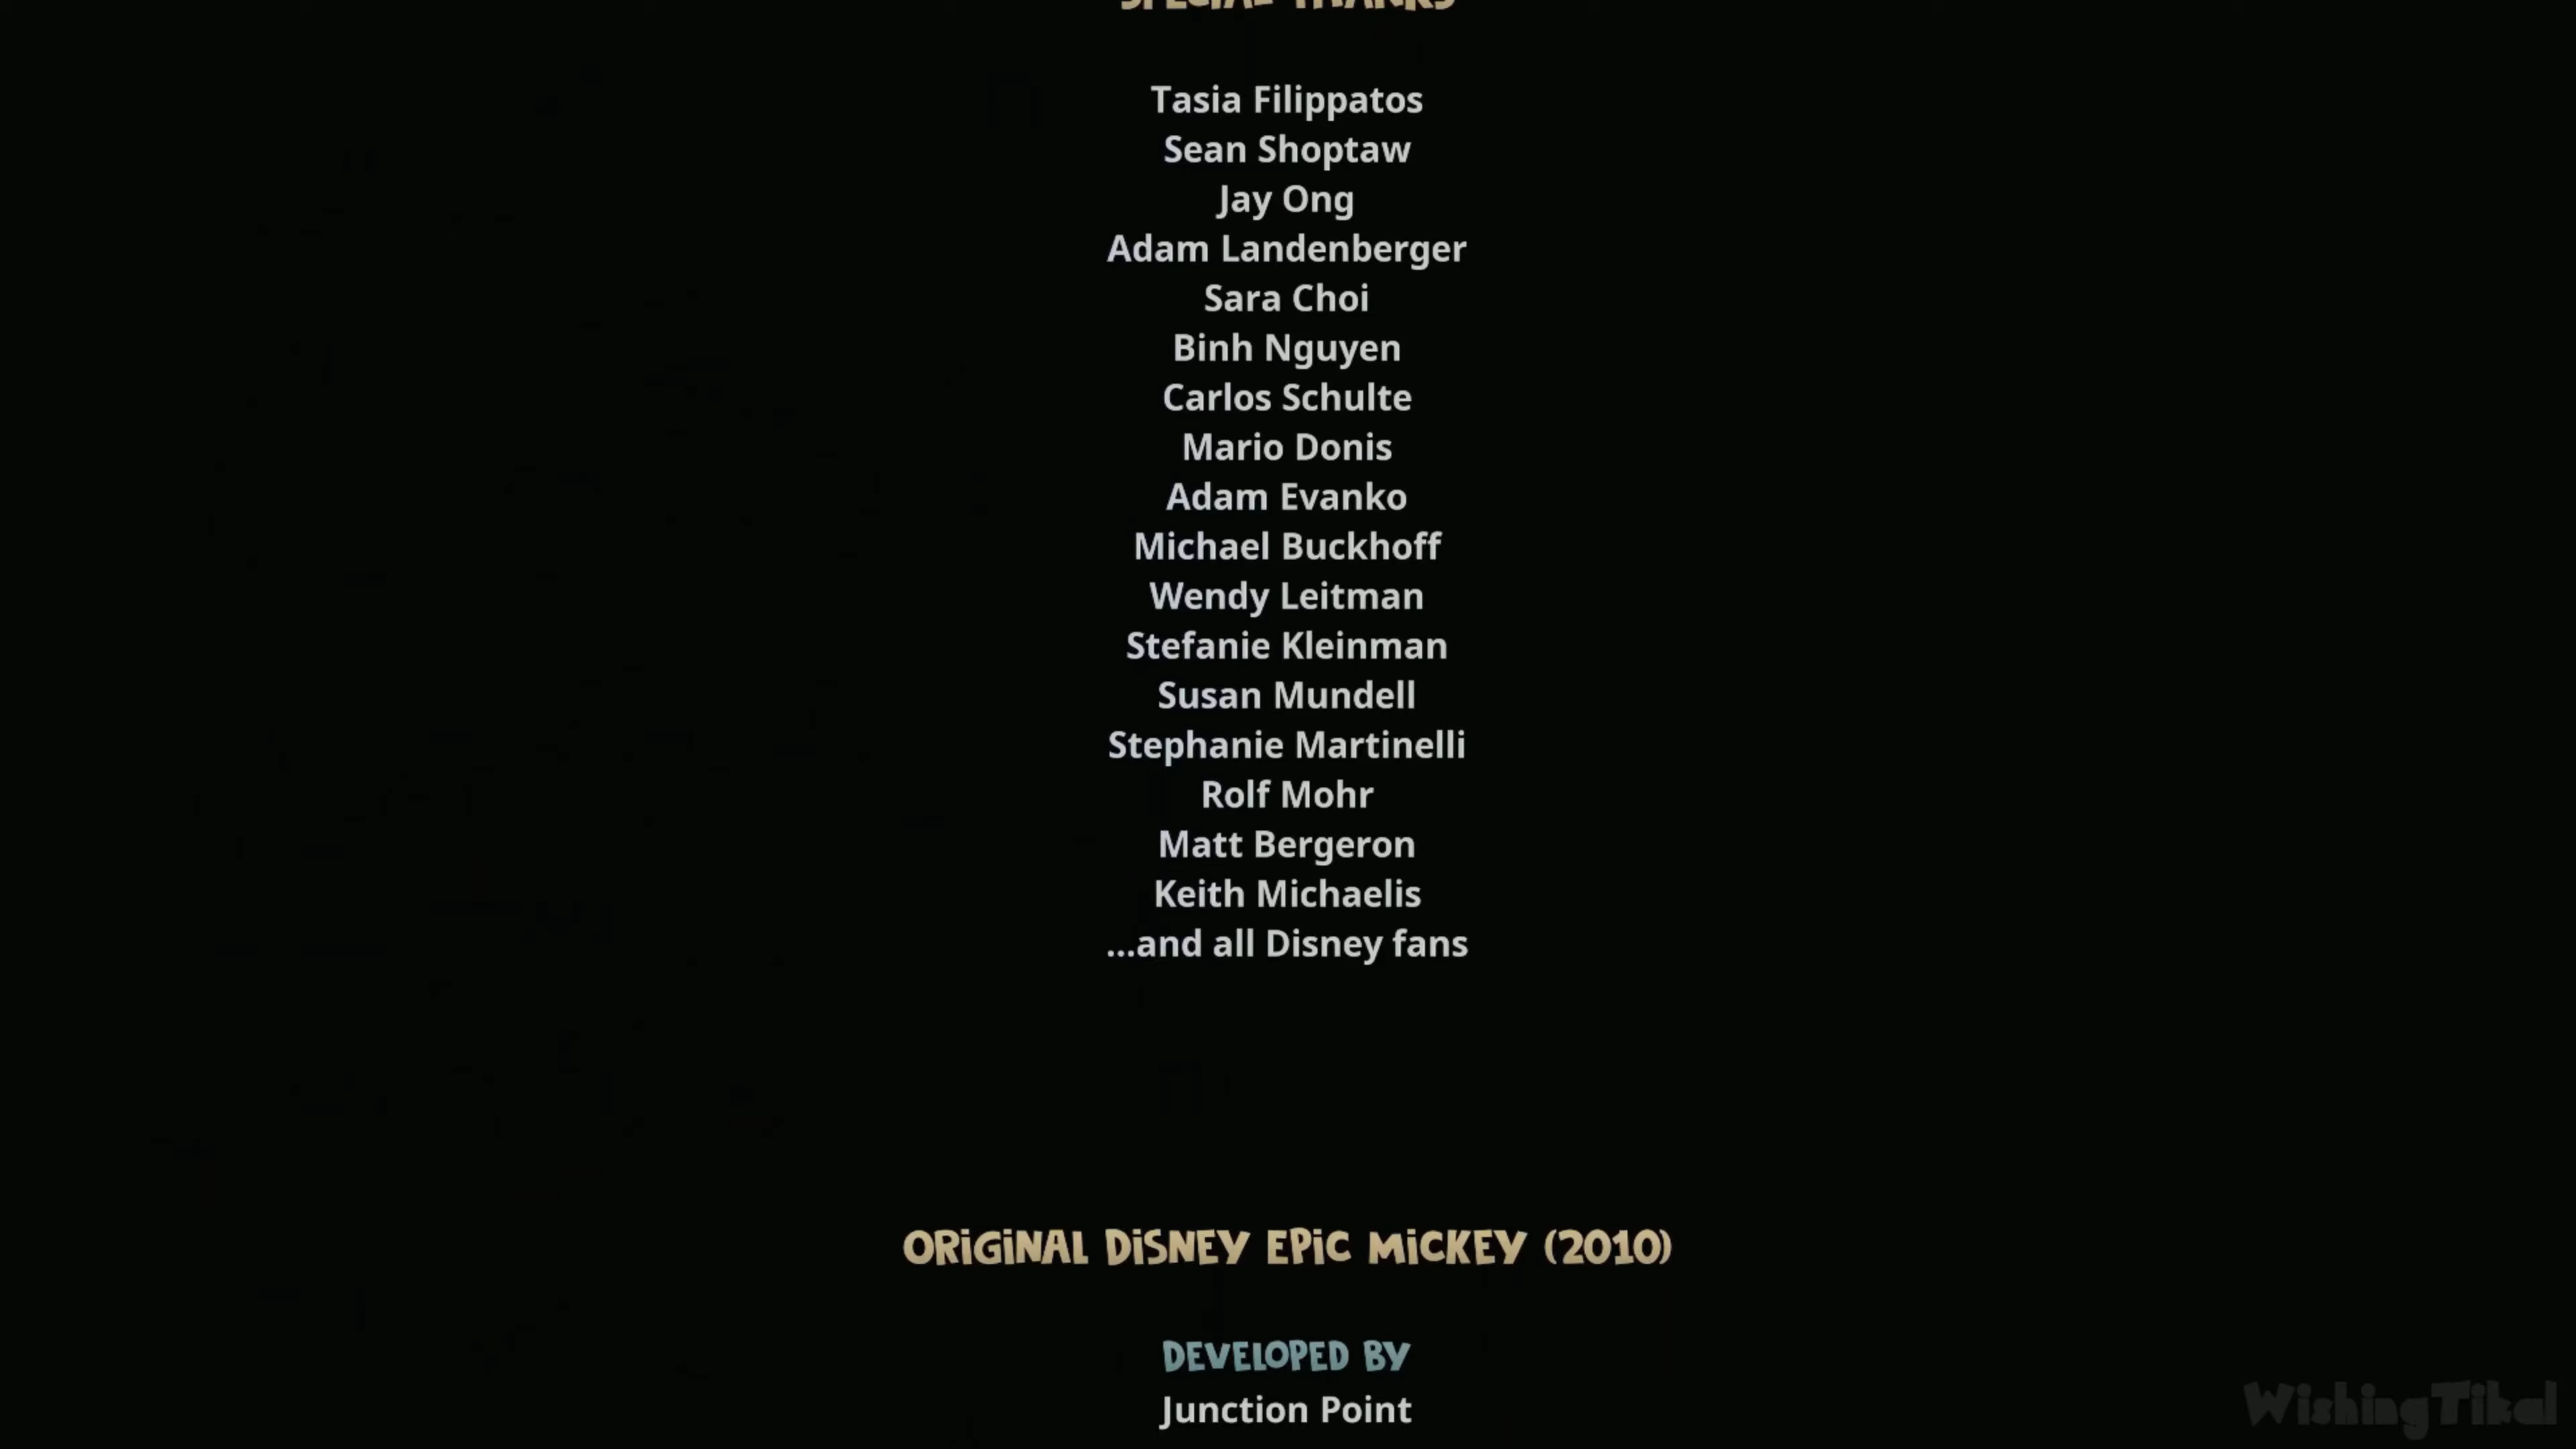 SPECIAL THANKS
Tasia Filippatos
Sean Shoptaw
Jay Ong
Adam Landenberger
Sara Choi
Binh Nguyen
Carlos Schulte
Mario Donis
Adam Evanko
Michael Buckhoff
Wendy Leitman
Stefanie Kleinman
Susan Mundell
Stephanie Martinelli
Rolf Mohr
Matt Bergeron
Keith Michaelis
...and all Disney fans
ORiGiNAL DiSNEY EPiC MiCKEY (2010)
DEVELOPED BY
Junction Point
WishingTikal